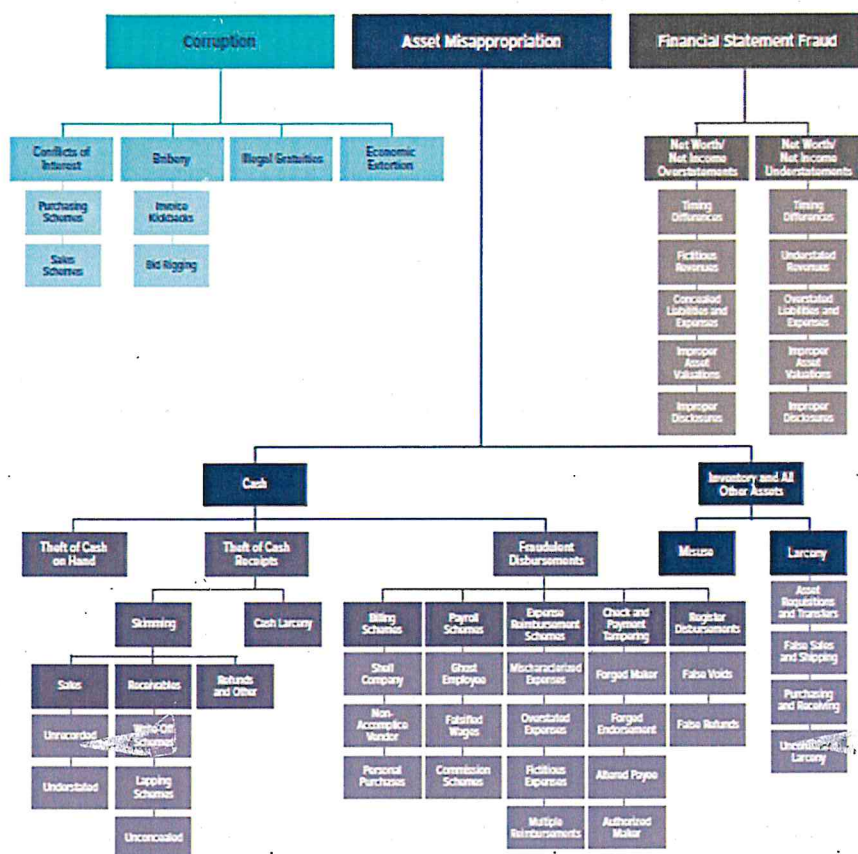 Corruption
Asset Misappropriation
Financial Statement Fraud
Conflicts of
Interest
Bribery
Illegal Gratuities
Economic
Extortion
Purchasing
Schemes
Invoice
Kickbacks
Sales
Schemes
Bid Rigging
Net Worth/
Net Income
Overstatements
Net Worth/
Net Income
Understatements
Timing
Differences
Timing
Differences
Fictitious
Revenues
Understated
Revenues
Concealed
Liabilities and
Expenses
Overstated
Liabilities and
Expenses
Improper
Asset
Valuations
Improper
Asset
Valuations
Improper
Disclosures
Improper
Disclosures
Cash
Inventory and All
Other Assets
Theft of Cash
on Hand
Theft of Cash
Receipts
Fraudulent
Disbursements
Misuse
Larceny
Skimming
Cash Larceny
Sales
Receivables
Refunds
and Other
Unrecorded
Write-Off
Schemes
Understated
Lapping
Schemes
Unconcealed
Billing
Schemes
Payroll
Schemes
Expense
Reimbursement
Schemes
Check and
Payment
Tampering
Register
Disbursements
Shell
Company
Ghost
Employee
Mischaracterized
Expenses
Forged Maker
False Voids
Non-
Accomplice
Vendor
Falsified
Wages
Overstated
Expenses
Forged
Endorsement
False Refunds
Personal
Purchases
Commission
Schemes
Fictitious
Expenses
Altered Payee
Multiple
Reimbursements
Authorized
Maker
Asset
Requisitions
and Transfers
False Sales
and Shipping
Purchasing
and Receiving
Larceny